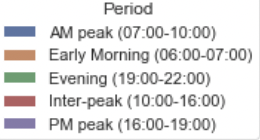 Period
AM peak (07:00-10:00)
Early Morning (06:00-07:00)
Evening (19:00-22:00)
Inter-peak (10:00-16:00)
PM peak (16:00-19:00)